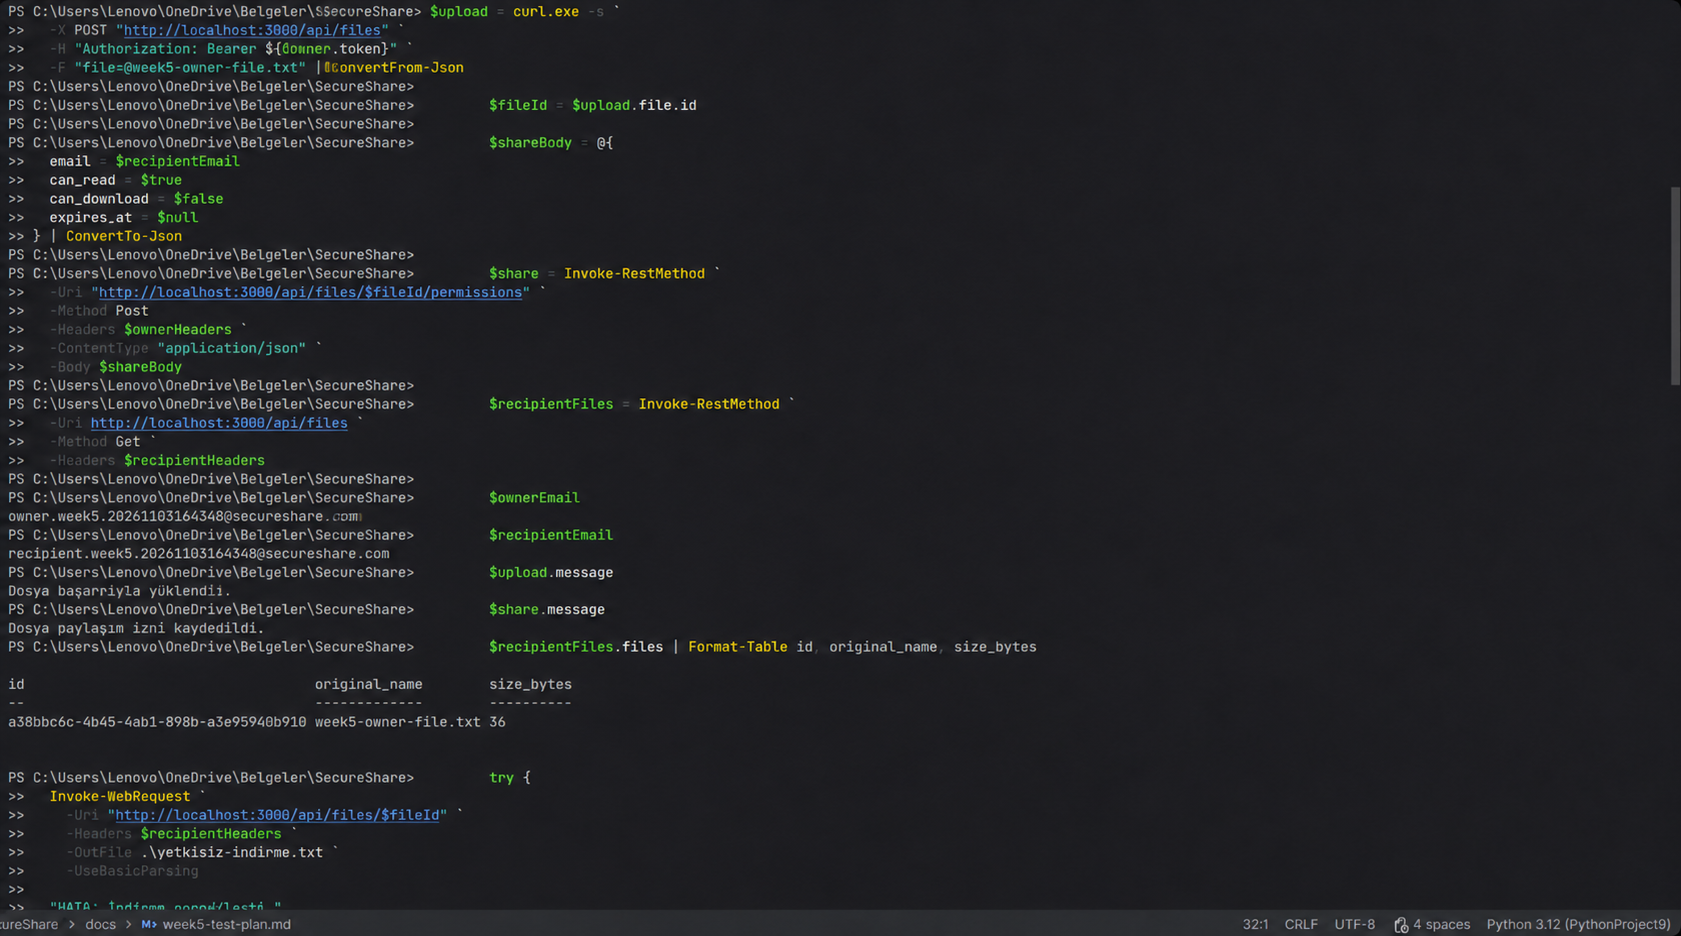 PS C:\Users\Lenovo\OneDrive\Belgeler\SecureShare> $upload = curl.exe -s `
>> -X POST "http://localhost:3000/api/files" `
>> -H "Authorization: Bearer ${owner.token}" `
>> -F "file=@week5-owner-file.txt" | ConvertFrom-Json
PS C:\Users\Lenovo\OneDrive\Belgeler\SecureShare>
PS C:\Users\Lenovo\OneDrive\Belgeler\SecureShare> $fileId = $upload.file.id
PS C:\Users\Lenovo\OneDrive\Belgeler\SecureShare>
PS C:\Users\Lenovo\OneDrive\Belgeler\SecureShare> $shareBody = @{
>> email = $recipientEmail
>> can_read = $true
>> can_download = $false
>> expires_at = $null
>> } | ConvertTo-Json
PS C:\Users\Lenovo\OneDrive\Belgeler\SecureShare>
PS C:\Users\Lenovo\OneDrive\Belgeler\SecureShare> $share = Invoke-RestMethod `
>> -Uri "http://localhost:3000/api/files/$fileId/permissions" `
>> -Method Post
>> -Headers $ownerHeaders `
>> -ContentType "application/json" `
>> -Body $shareBody
PS C:\Users\Lenovo\OneDrive\Belgeler\SecureShare>
PS C:\Users\Lenovo\OneDrive\Belgeler\SecureShare> $recipientFiles = Invoke-RestMethod `
>> -Uri http://localhost:3000/api/files `
>> -Method Get `
>> -Headers $recipientHeaders
PS C:\Users\Lenovo\OneDrive\Belgeler\SecureShare>
PS C:\Users\Lenovo\OneDrive\Belgeler\SecureShare> $ownerEmail
owner.week5.20261103164348@secureshare.com
PS C:\Users\Lenovo\OneDrive\Belgeler\SecureShare> $recipientEmail
recipient.week5.20261103164348@secureshare.com
PS C:\Users\Lenovo\OneDrive\Belgeler\SecureShare> $upload.message
Dosya başarriyla yüklendii.
PS C:\Users\Lenovo\OneDrive\Belgeler\SecureShare> $share.message
Dosya paylaşım izni kaydedildi.
PS C:\Users\Lenovo\OneDrive\Belgeler\SecureShare> $recipientFiles.files | Format-Table id, original_name, size_bytes
id original_name size_bytes
-- ------------- ----------
a38bbc6c-4b45-4ab1-898b-a3e95940b910 week5-owner-file.txt 36
PS C:\Users\Lenovo\OneDrive\Belgeler\SecureShare> try {
>> Invoke-WebRequest `
>> -Uri "http://localhost:3000/api/files/$fileId" `
>> -Headers $recipientHeaders `
>> -OutFile .\yetkisiz-indirme.txt `
>> -UseBasicParsing
>>
>> "HATA: İndirme
cureShare > docs > M↓ week5-test-plan.md
32:1 CRLF UTF-8 4 spaces Python 3.12 (PythonProject9)